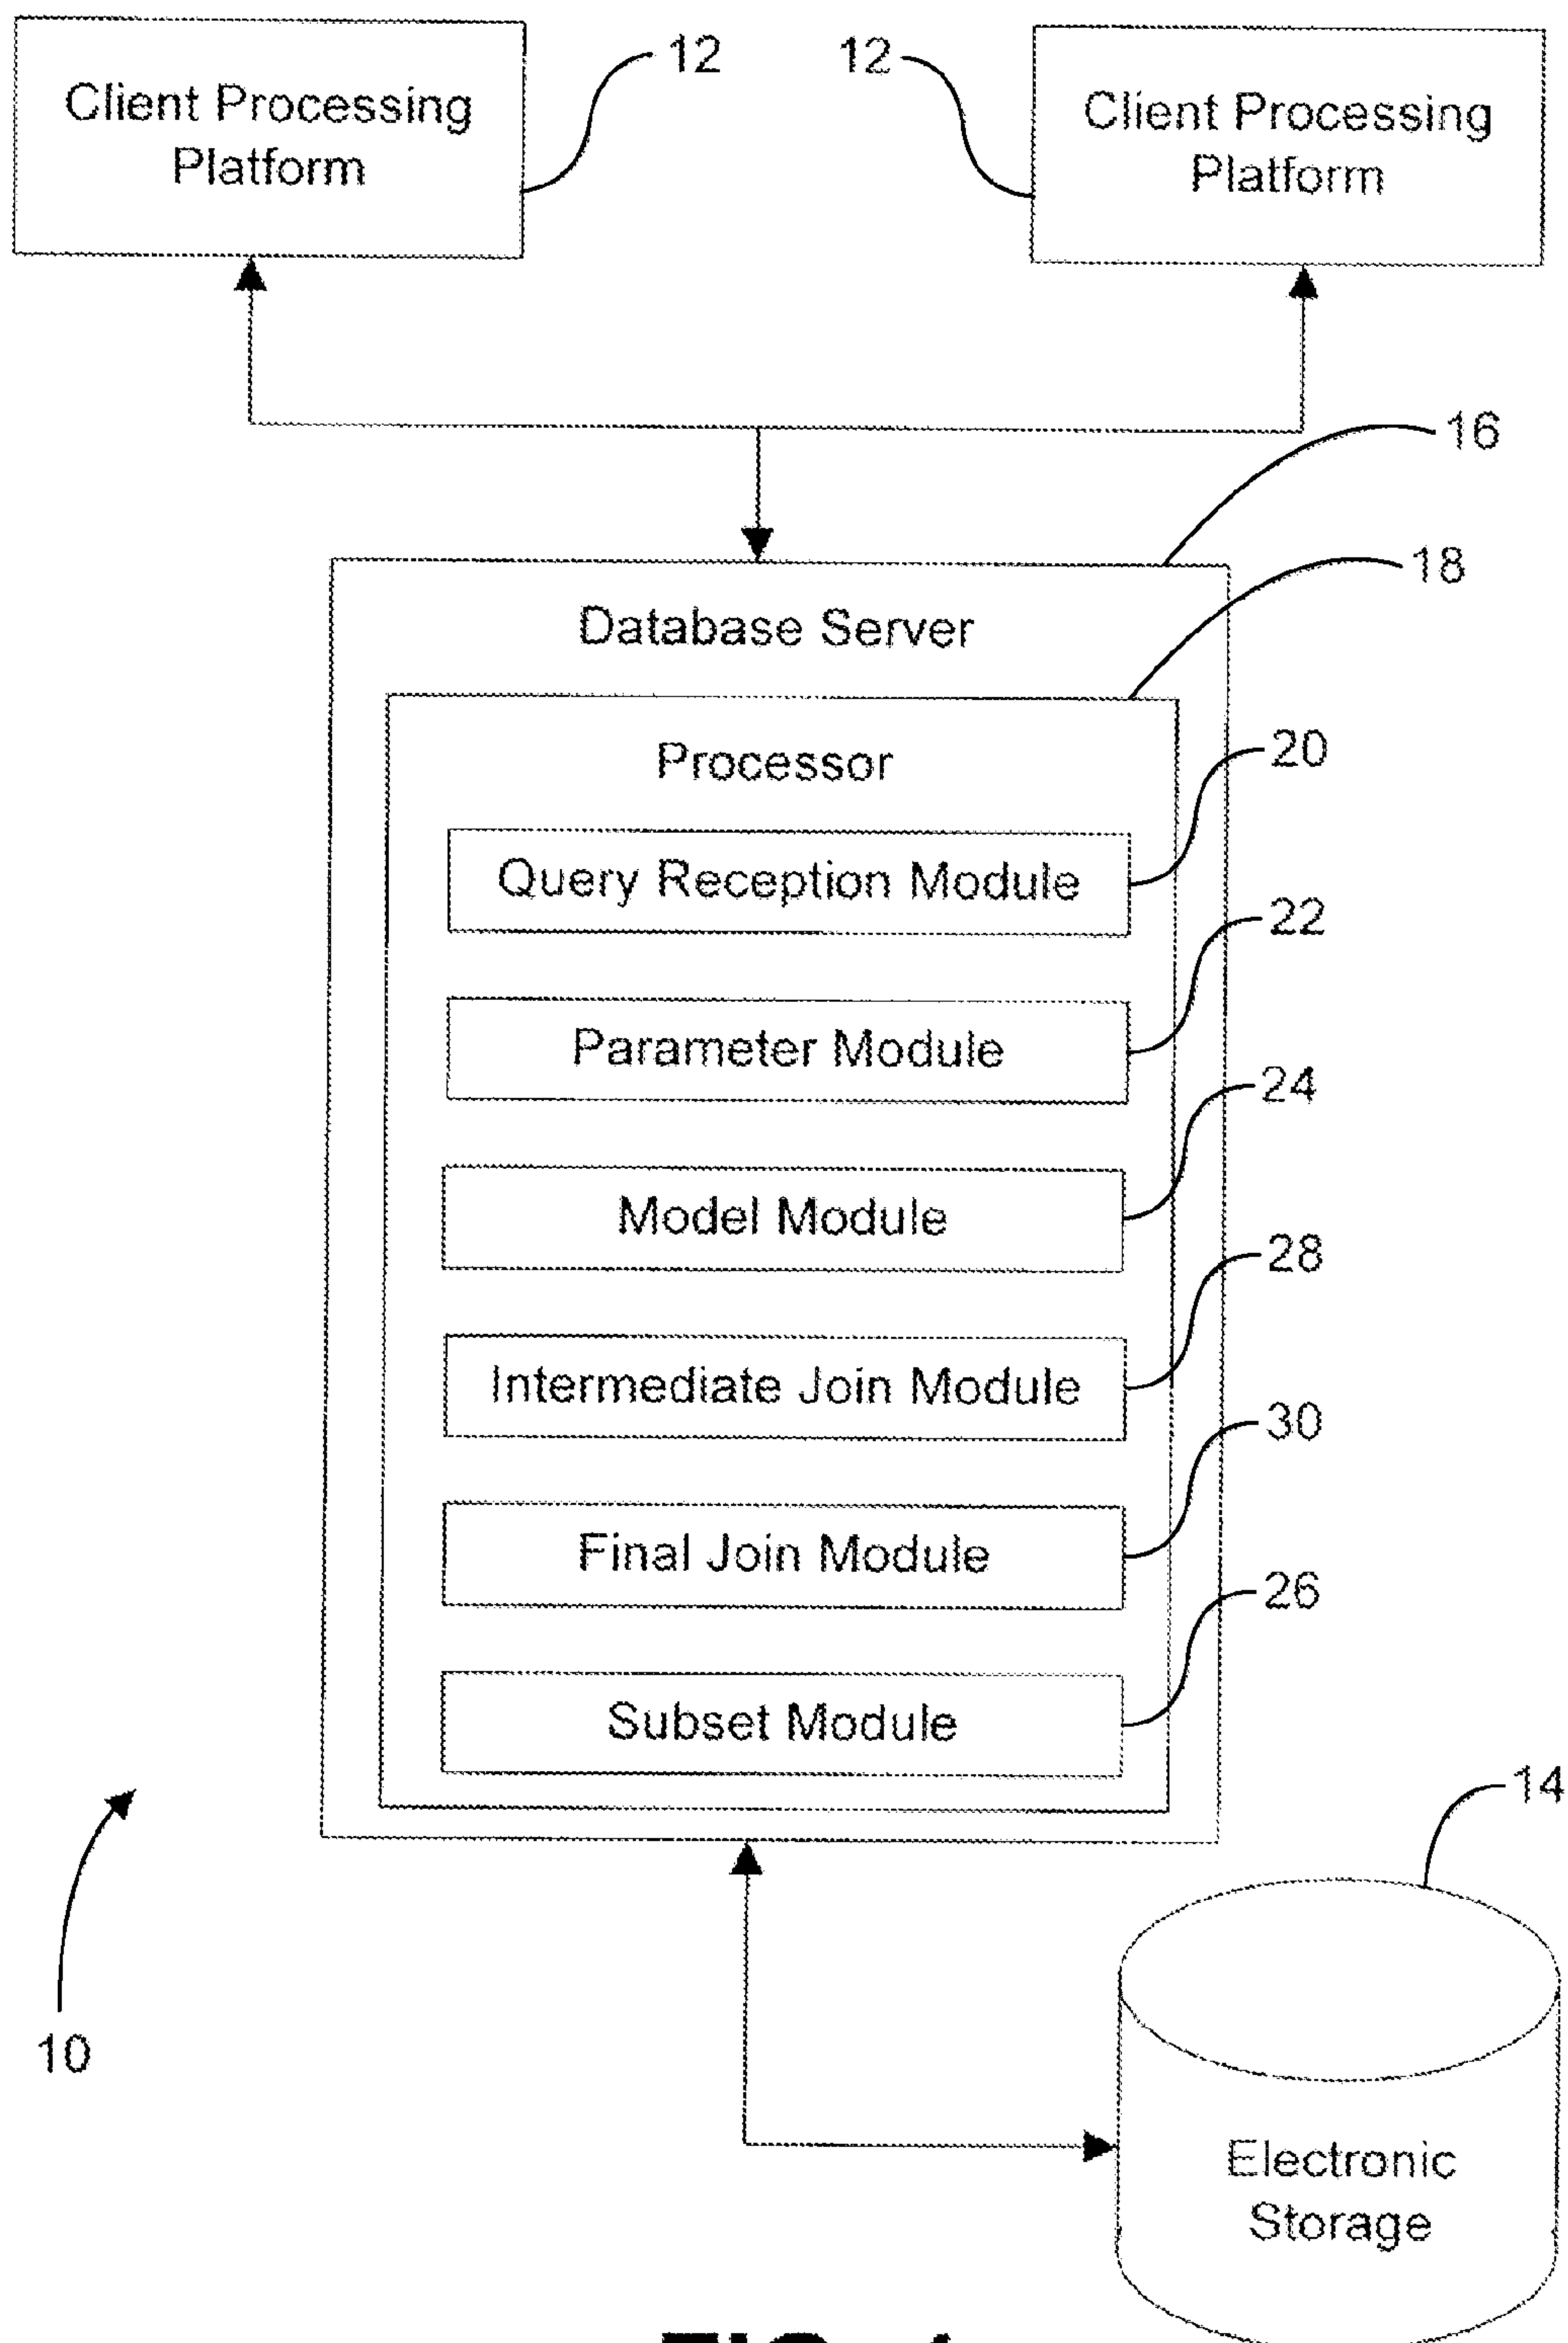 Client Processing
Platform
12
12
Client Processing
Platform
16
18
Database Server
Processor
20
Query Reception Module
22
Parameter Module
24
Model Module
28
Intermediate Join Module
30
Final Join Module
26
Subset Module
14
10
Electronic
Storage